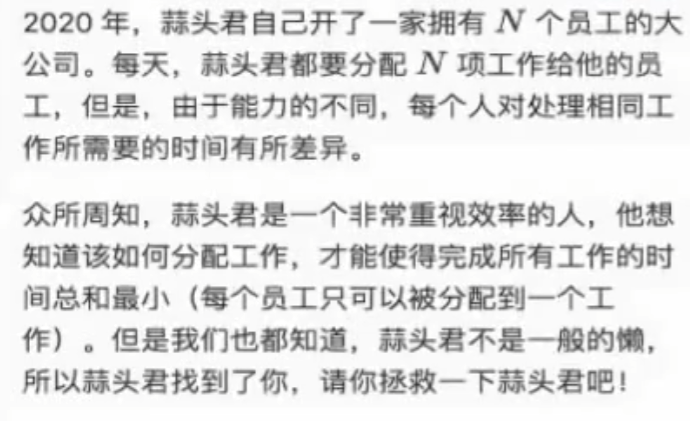 2020 年，蒜头君自己开了一家拥有 N 个员工的大
公司。每天，蒜头君都要分配 N 项工作给他的员
工，但是，由于能力的不同，每个人对处理相同工
作所需要的时间有所差异。
众所周知，蒜头君是一个非常重视效率的人，他想
知道该如何分配工作，才能使得完成所有工作的时
间总和最小（每个员工只可以被分配到一个工
作）。但是我们也都知道，蒜头君不是一般的懒，
所以蒜头君找到了你，请你拯救一下蒜头君吧！